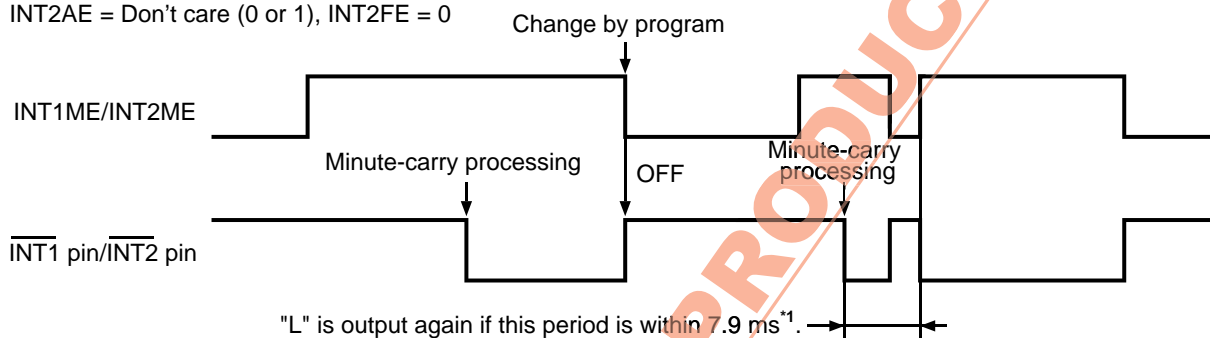 INT2AE = Don't care (0 or 1), INT2FE = 0
Change by program
INT1ME/INT2ME
Minute-carry processing
OFF
Minute-carry
processing
INT1 pin/INT2 pin
"L" is output again if this period is within 7.9 ms*1.
PRODUC